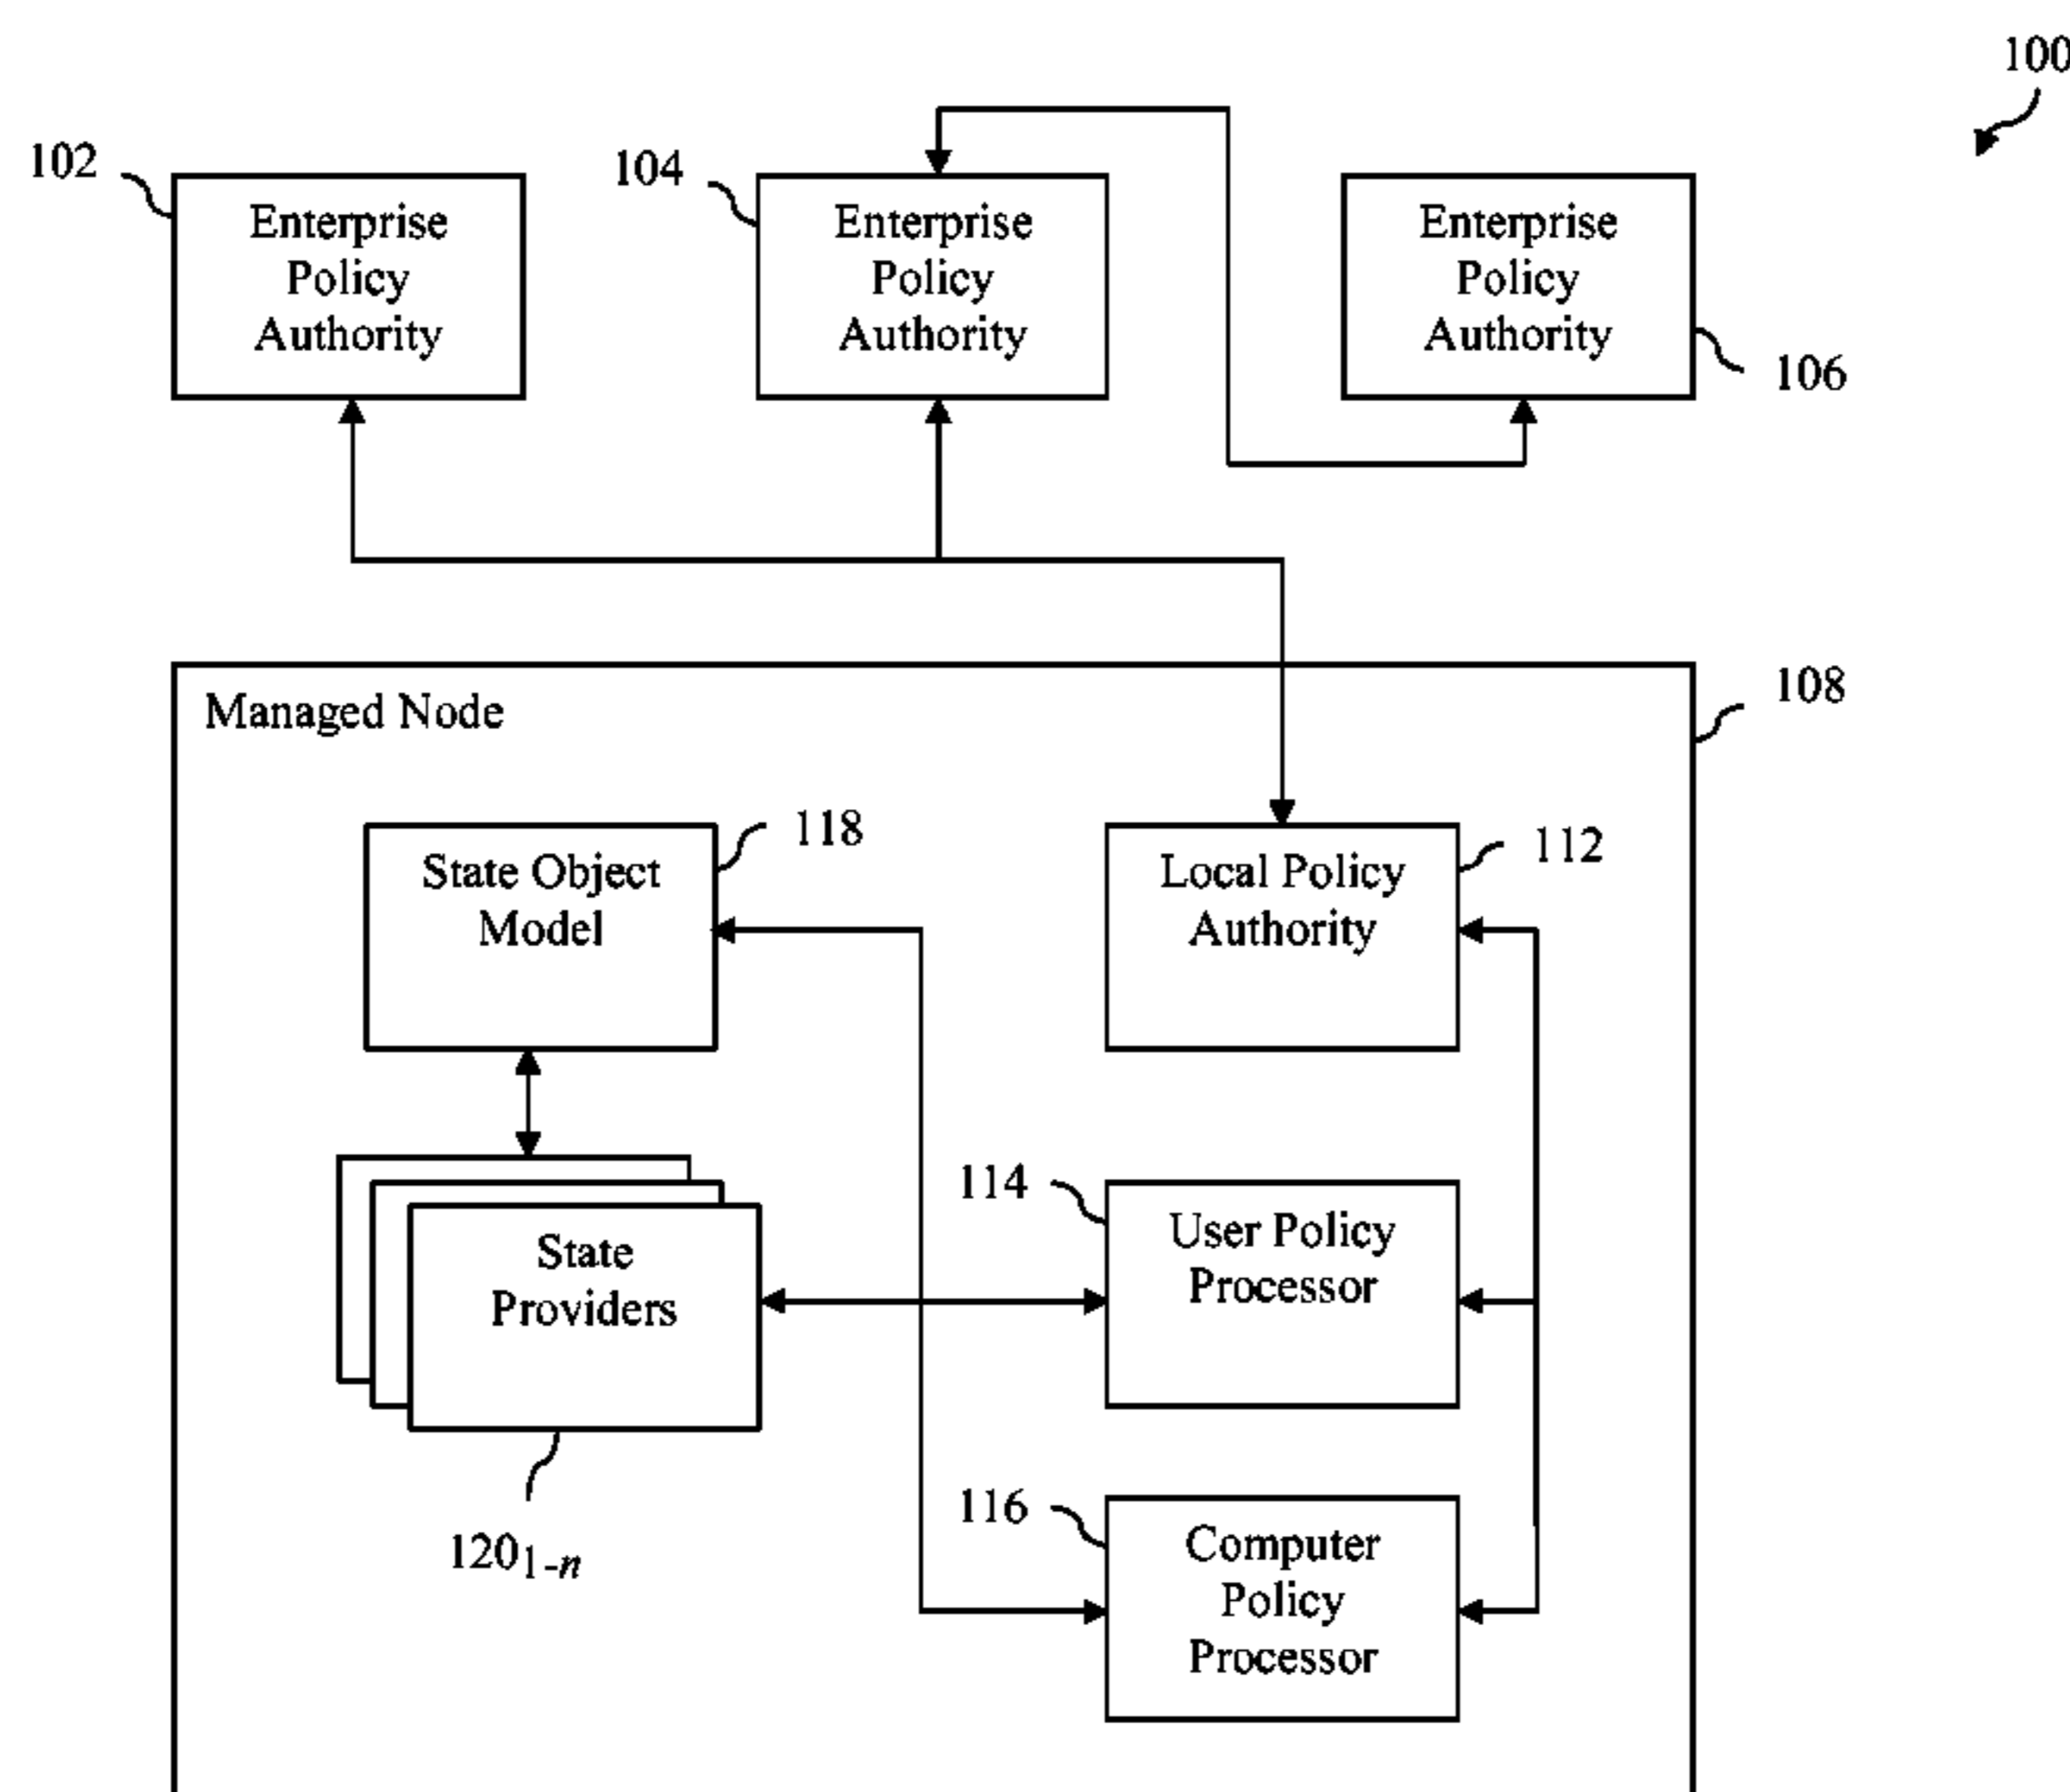 100
102
104
Enterprise
Policy
Authority
Enterprise
Policy
Authority
Enterprise
Policy
Authority
106
108
Managed Node
118
State Object
Model
112
Local Policy
Authority
114
User Policy
Processor
State
Providers
116
Computer
Policy
Processor
1201-n